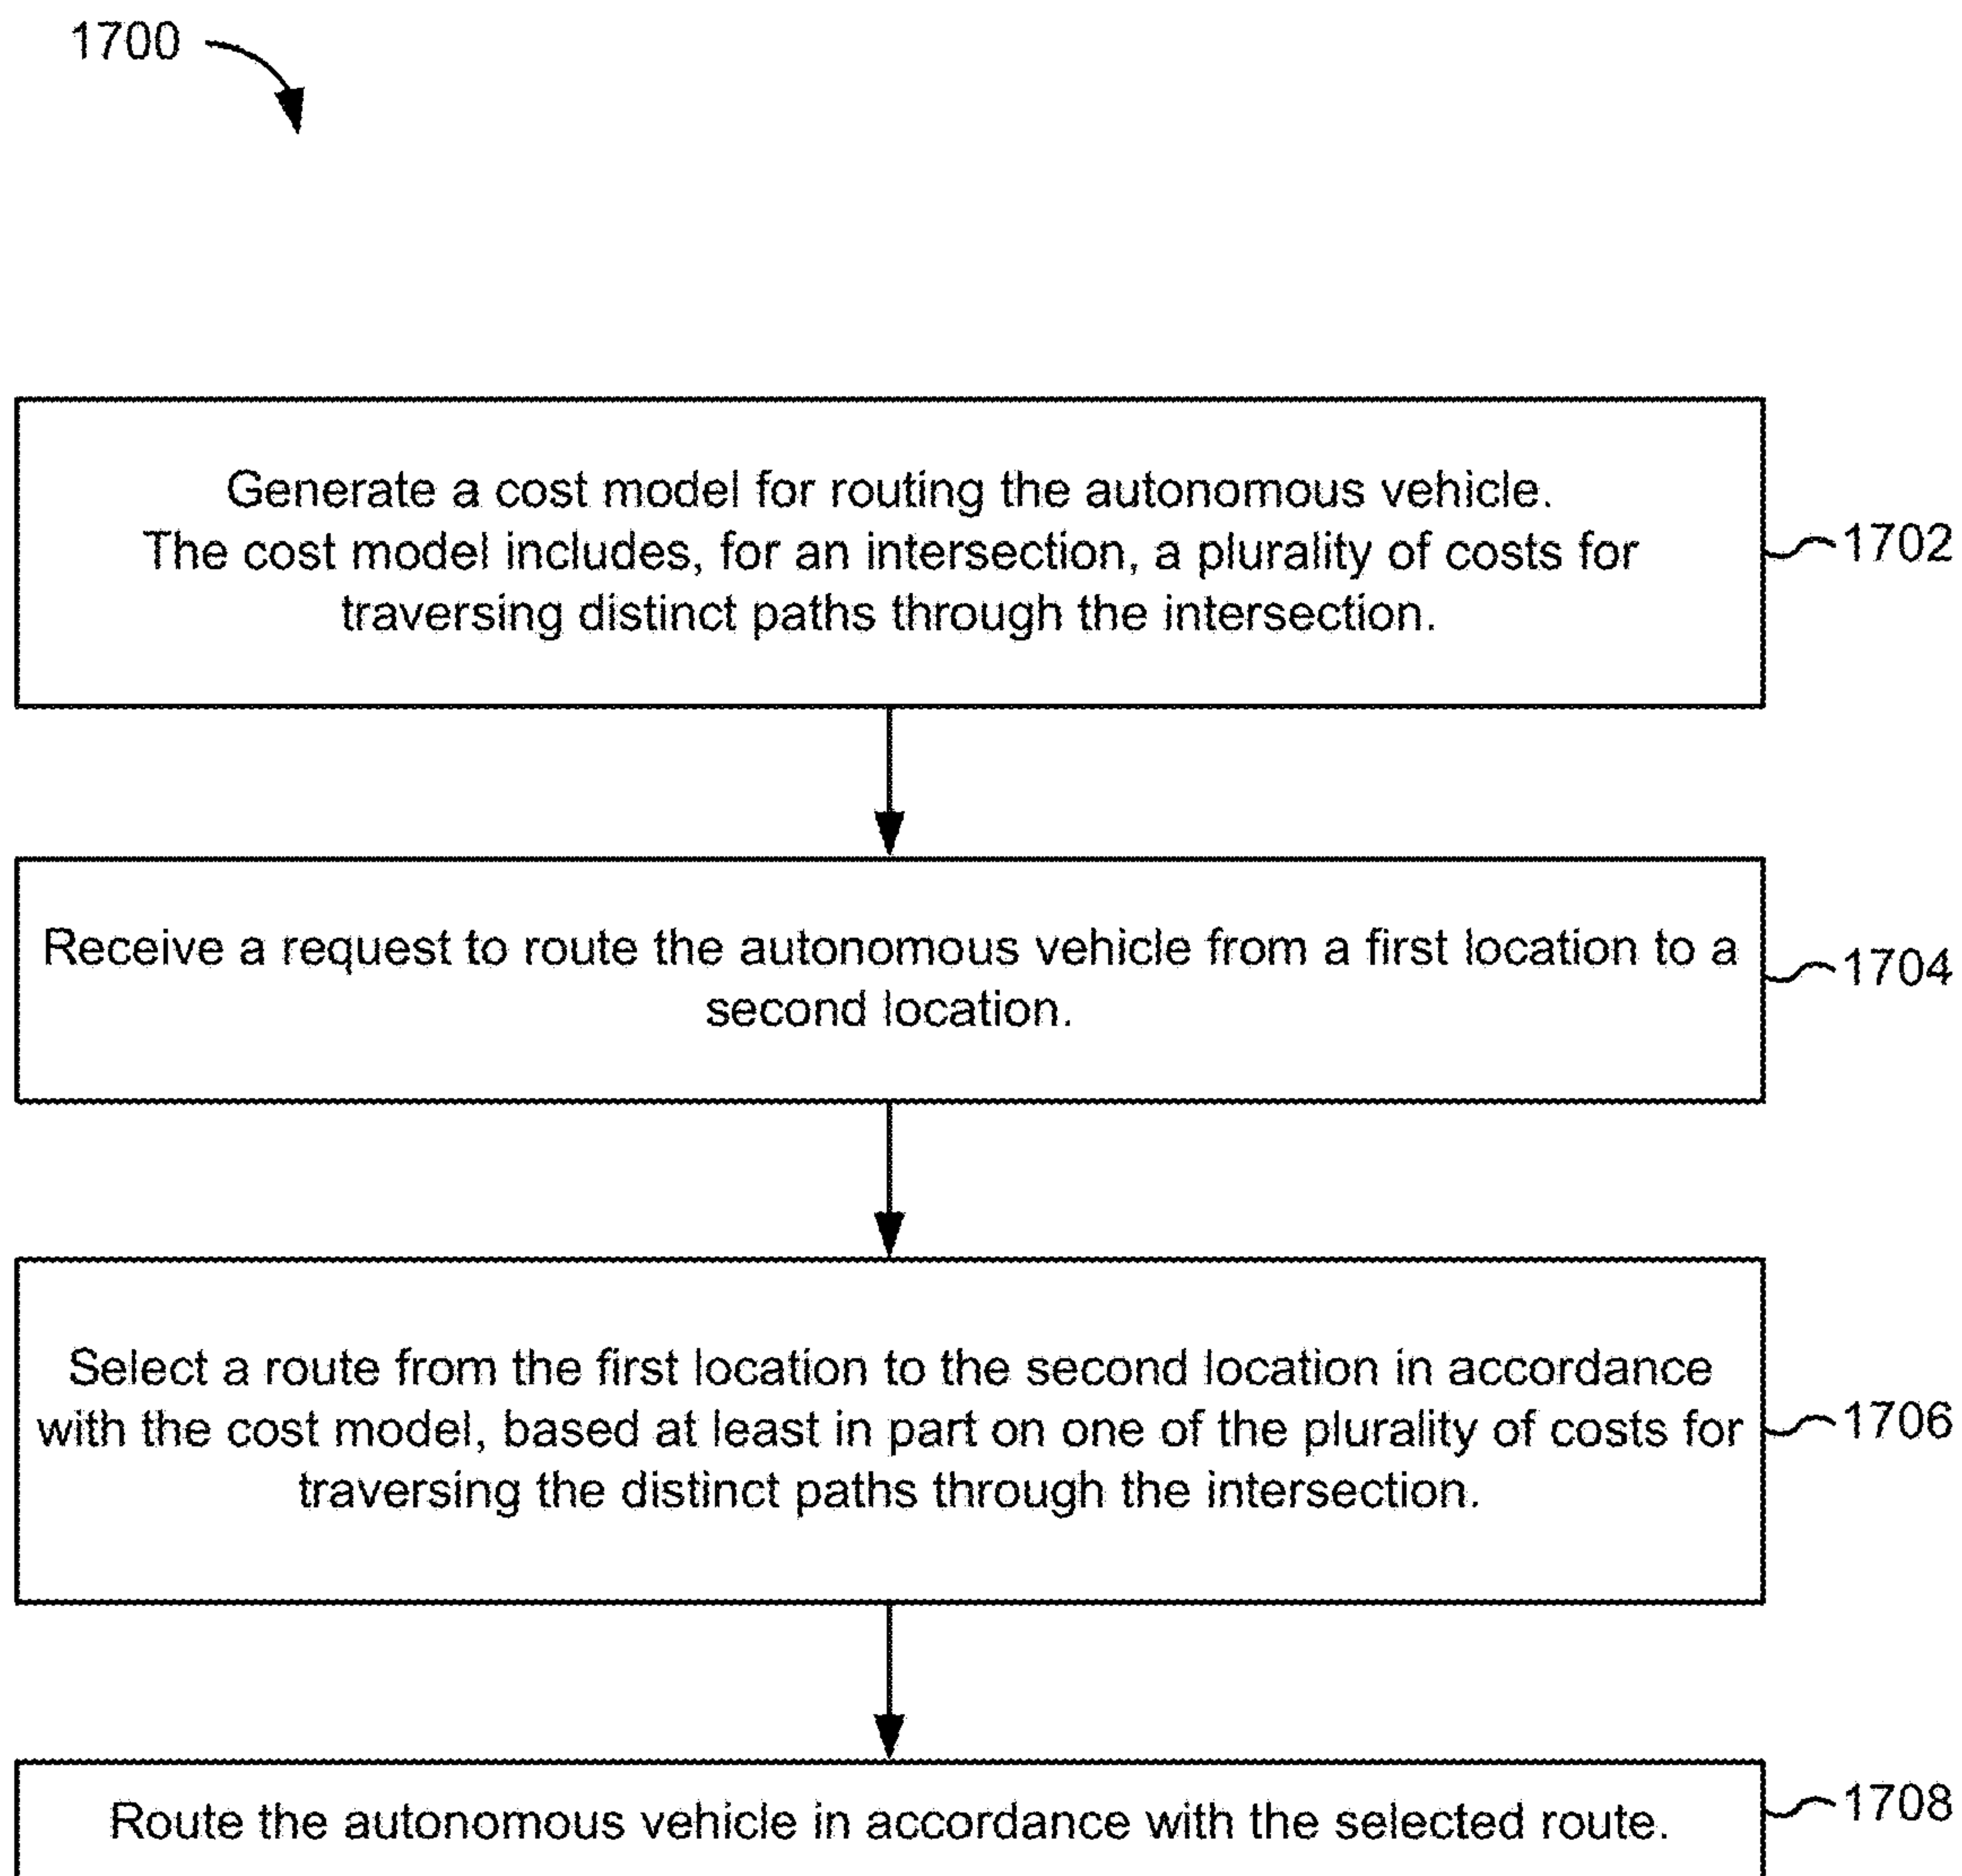 1700
Generate a cost model for routing the autonomous vehicle.
The cost model includes, for an intersection, a plurality of costs for
traversing distinct paths through the intersection.
1702
Receive a request to route the autonomous vehicle from a first location to a
second location.
1704
Select a route from the first location to the second location in accordance
with the cost model, based at least in part on one of the plurality of costs for
traversing the distinct paths through the intersection.
1706
Route the autonomous vehicle in accordance with the selected route.
1708